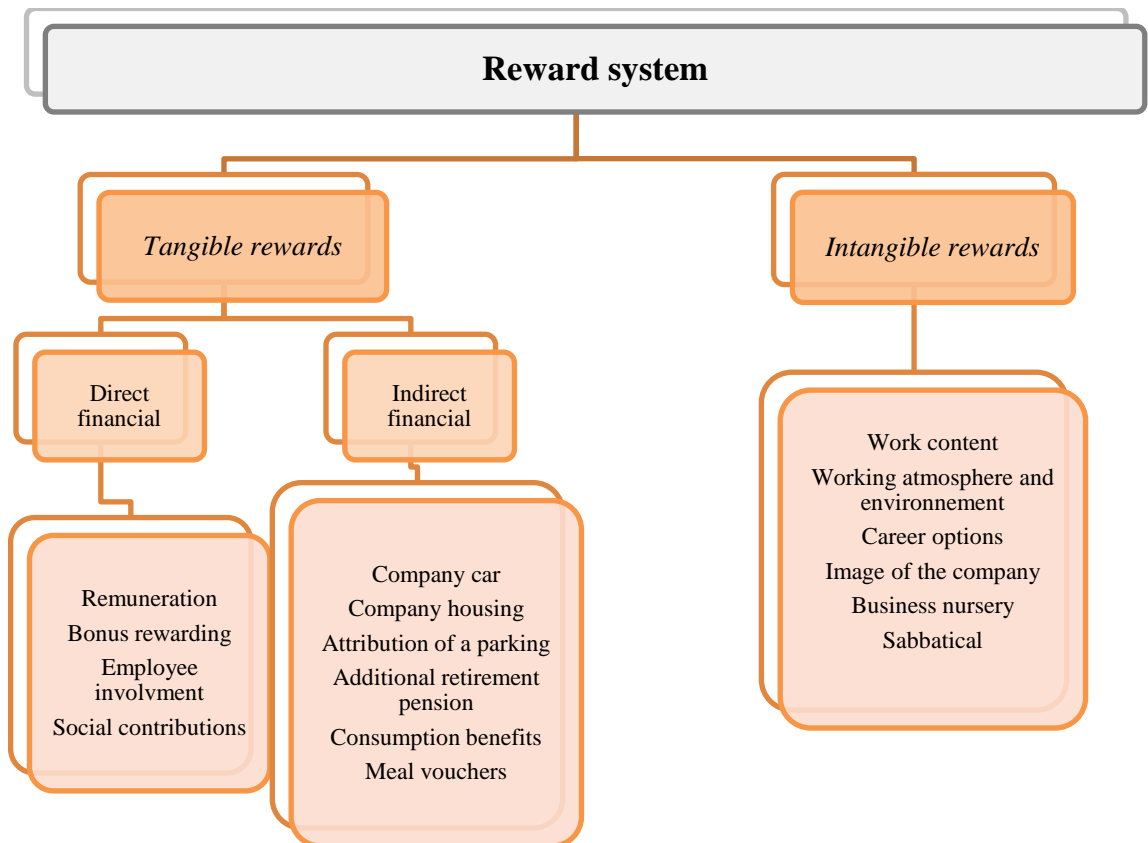 Reward system
Tangible rewards
Intangible rewards
Direct
financial
Indirect
financial
Remuneration
Bonus rewarding
Employee
involvment
Social contributions
Company car
Company housing
Attribution of a parking
Additional retirement
pension
Consumption benefits
Meal vouchers
Work content
Working atmosphere and
environnement
Career options
Image of the company
Business nursery
Sabbatical